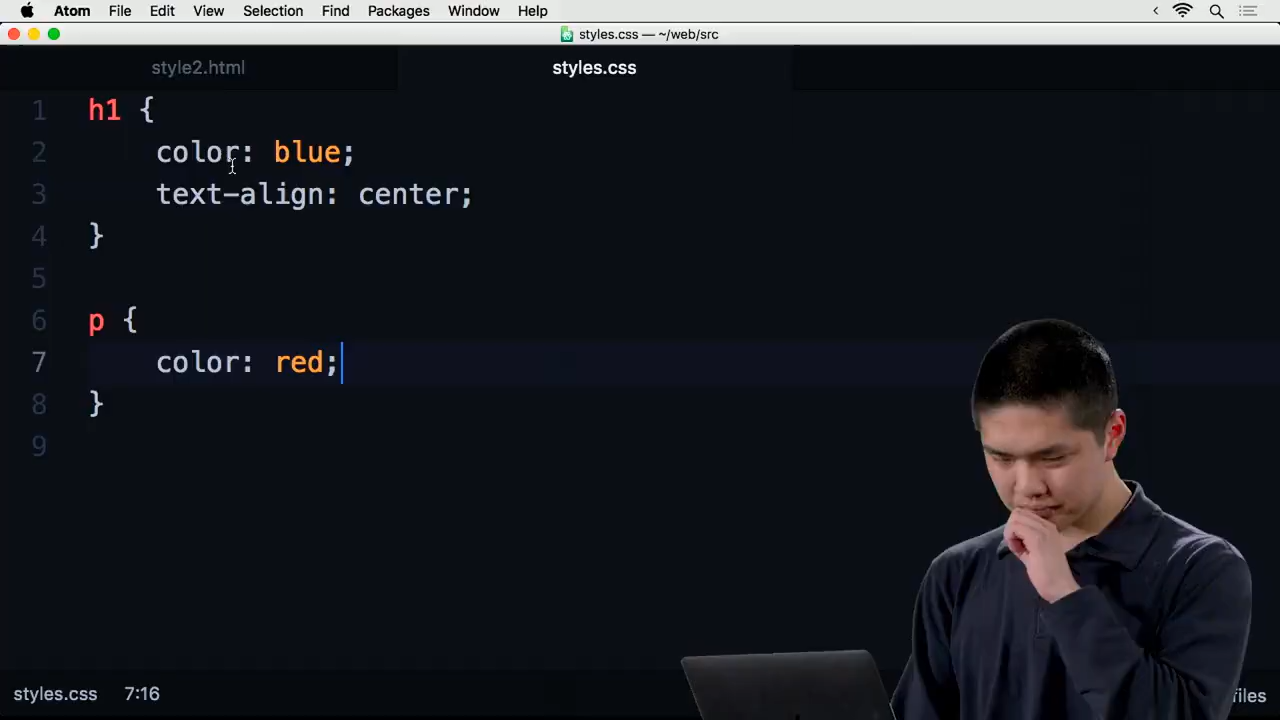 Atom File Edit View Selection Find Packages Window Help
styles.css — ~/web/src
style2.html styles.css
1 h1 {
2 color: blue;
3 text-align: center;
4 }
5
6 p {
7 color: red;
8 }
9
styles.css 7:16 files